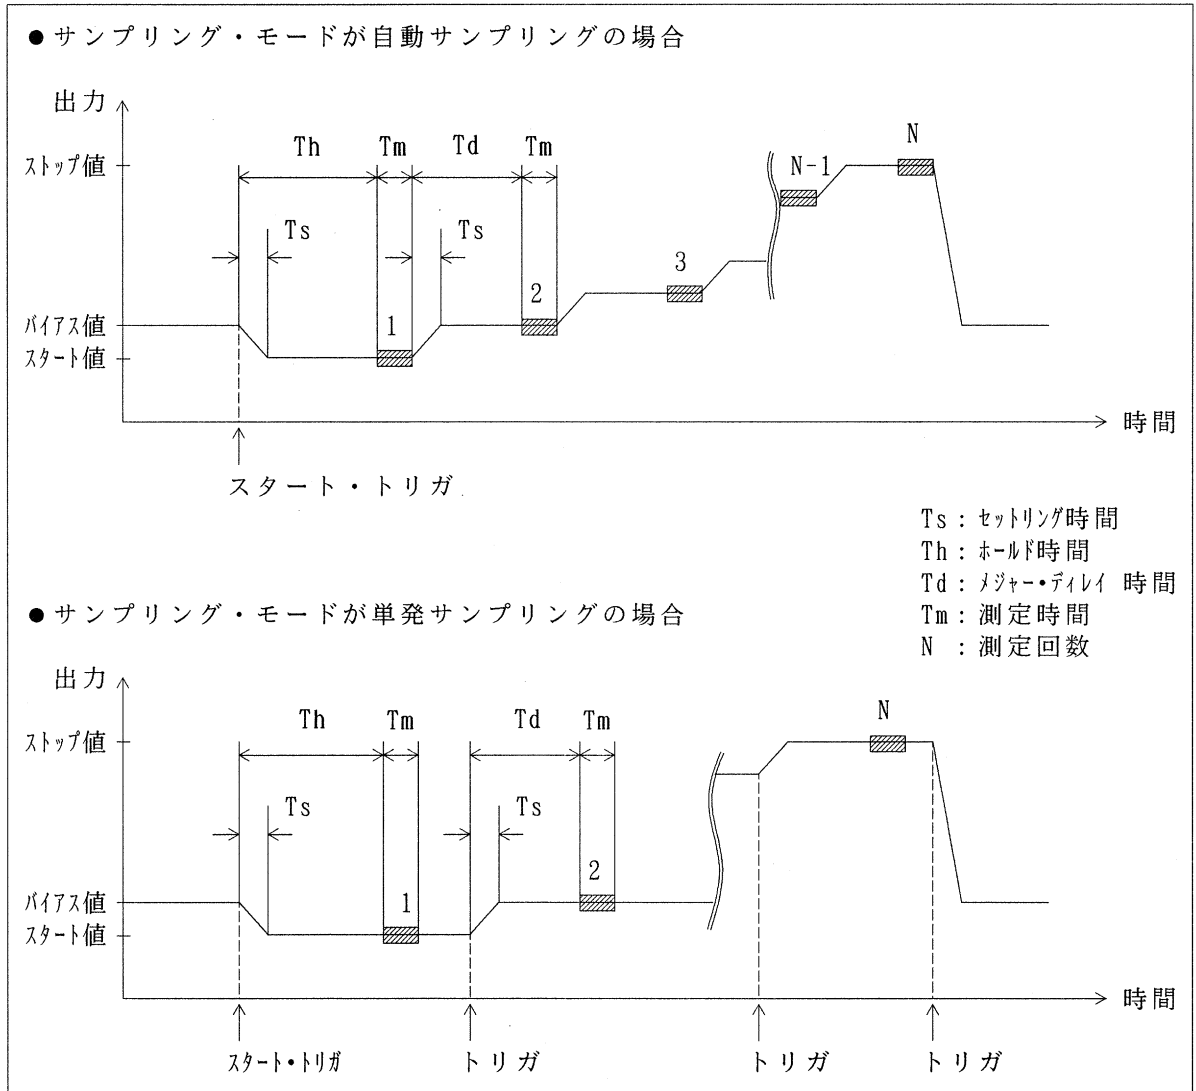 ●サンプリング・モードが自動サンプリングの場合
出力
Th Tm Td Tm N
ストップ値 N-1
Ts Ts
3
2
バイアス値 1
スタート値
時間
スタート・トリガ
Ts：セットリング時間
Th：ホールド時間
Td：メジャー・ディレイ 時間
Tm：測定時間
N ：測定回数
●サンプリング・モードが単発サンプリングの場合
出力
Th Tm Td Tm N
ストップ値
Ts Ts
2
バイアス値 1
スタート値
時間
スタート・トリガ トリガ トリガ トリガ